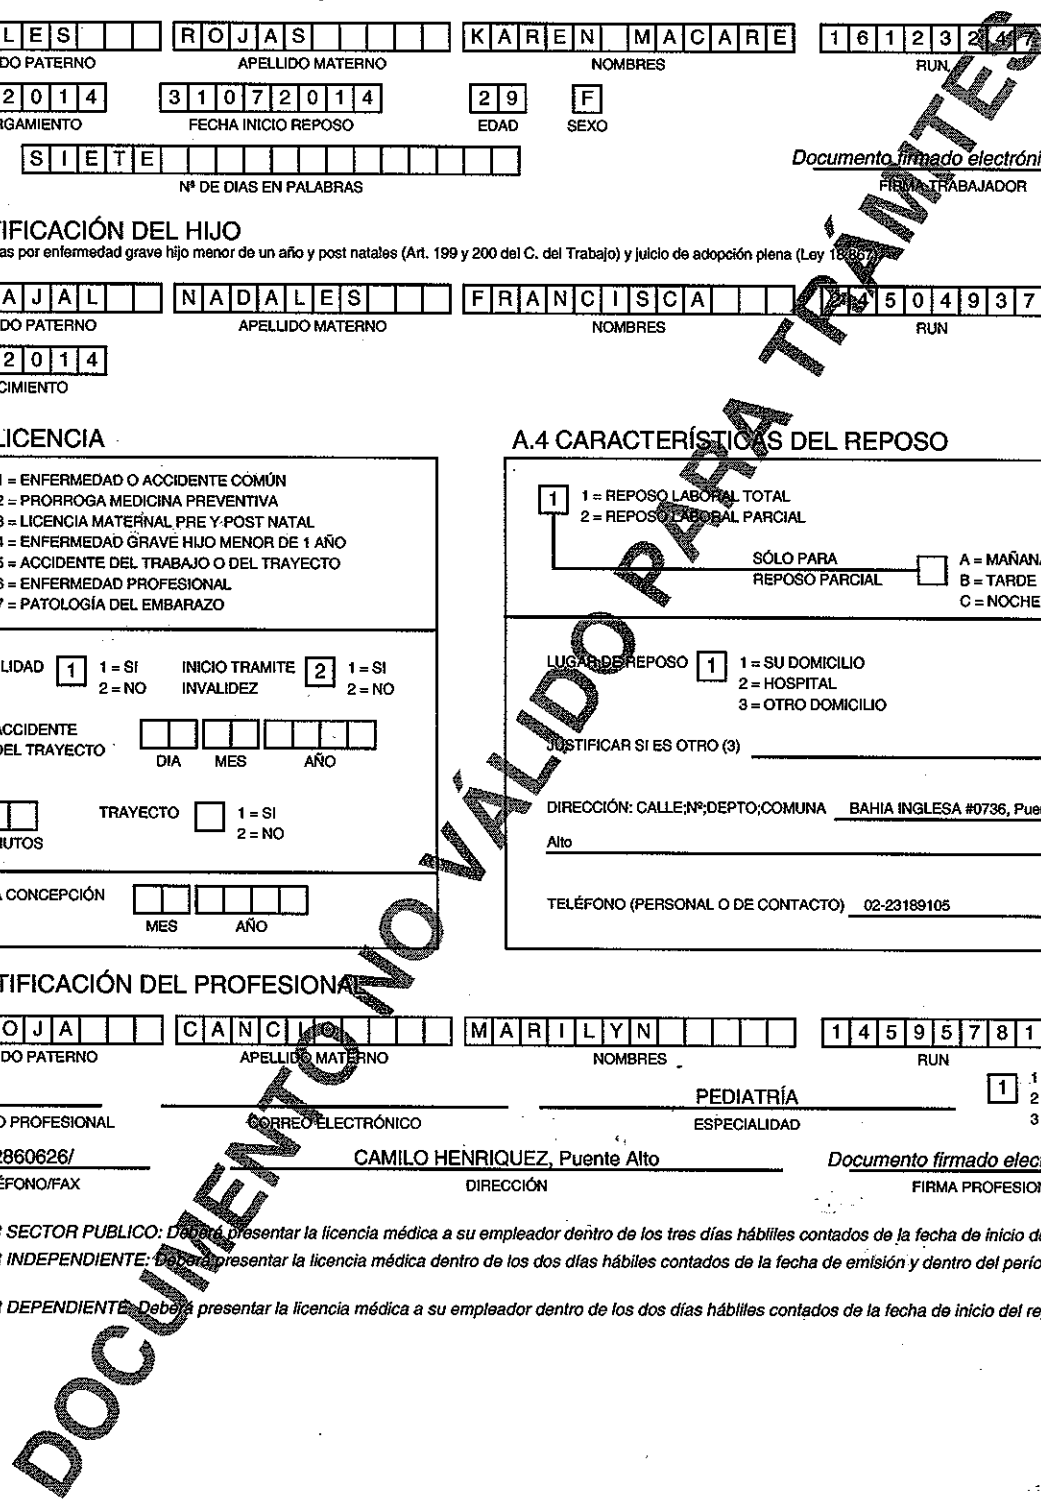 LES ROJAS KAREN MACARE 16123247
DO PATERNO APELLIDO MATERNO NOMBRES RUN
2014 31072014 29 F
RGAMIENTO FECHA INICIO REPOSO EDAD SEXO
SIETE Documento firmado electróni
Nº DE DIAS EN PALABRAS FIRMA TRABAJADOR
TIFICACIÓN DEL HIJO
as por enfermedad grave hijo menor de un año y post natales (Art. 199 y 200 del C. del Trabajo) y juicio de adopción plena (Ley 18.867)
AJAL NADALES FRANCISCA 24504937
DO PATERNO APELLIDO MATERNO NOMBRES RUN
2014
CIMIENTO
LICENCIA A.4 CARACTERÍSTICAS DEL REPOSO
1 = ENFERMEDAD O ACCIDENTE COMÚN
2 = PRORROGA MEDICINA PREVENTIVA
3 = LICENCIA MATERNAL PRE Y POST NATAL
4 = ENFERMEDAD GRAVE HIJO MENOR DE 1 AÑO
5 = ACCIDENTE DEL TRABAJO O DEL TRAYECTO
6 = ENFERMEDAD PROFESIONAL
7 = PATOLOGÍA DEL EMBARAZO
1 1 = REPOSO LABORAL TOTAL
2 = REPOSO LABORAL PARCIAL
SÓLO PARA A = MAÑANA
REPOSO PARCIAL B = TARDE
C = NOCHE
LIDAD 1 1 = SI INICIO TRAMITE 2 1 = SI
2 = NO INVALIDEZ 2 = NO
ACCIDENTE
DEL TRAYECTO
DIA MES AÑO
TRAYECTO 1 = SI
NUTOS 2 = NO
A CONCEPCIÓN
MES AÑO
LUGAR DE REPOSO 1 1 = SU DOMICILIO
2 = HOSPITAL
3 = OTRO DOMICILIO
JUSTIFICAR SI ES OTRO (3)
DIRECCIÓN: CALLE;Nº;DEPTO;COMUNA BAHIA INGLESA #0736, Pue
Alto
TELÉFONO (PERSONAL O DE CONTACTO) 02-23189105
TIFICACIÓN DEL PROFESIONAL
OJA CANCIO MARILYN 14595781
DO PATERNO APELLIDO MATERNO NOMBRES RUN
PEDIATRÍA 1 1
2
3
O PROFESIONAL CORREO ELECTRÓNICO ESPECIALIDAD
2860626/ CAMILO HENRIQUEZ, Puente Alto Documento firmado elect
ÉFONO/FAX DIRECCIÓN FIRMA PROFESION
R SECTOR PUBLICO: Deberá presentar la licencia médica a su empleador dentro de los tres días hábiles contados de la fecha de inicio de
R INDEPENDIENTE: Deberá presentar la licencia médica dentro de los dos días hábiles contados de la fecha de emisión y dentro del perío
R DEPENDIENTE: Deberá presentar la licencia médica a su empleador dentro de los dos días hábiles contados de la fecha de inicio del re
DOCUMENTO NO VÁLIDO PARA TRÁMITES